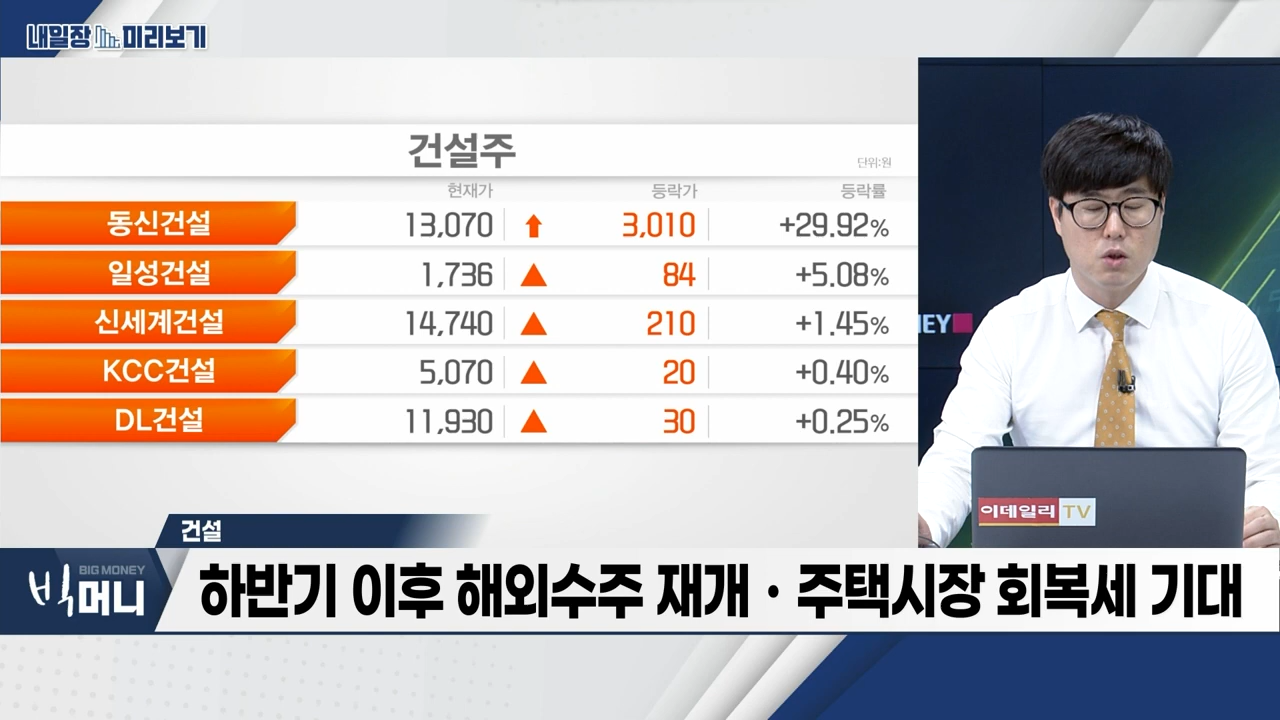 내일장 미리보기
건설주
단위:원
현재가 등락가 등락률
동신건설 13,070 ⬆ 3,010 +29.92%
일성건설 1,736 ▲ 84 +5.08%
신세계건설 14,740 ▲ 210 +1.45%
KCC건설 5,070 ▲ 20 +0.40%
DL건설 11,930 ▲ 30 +0.25%
NEY
이데일리 TV
건설
BIG MONEY
빅머니
하반기 이후 해외수주 재개·주택시장 회복세 기대